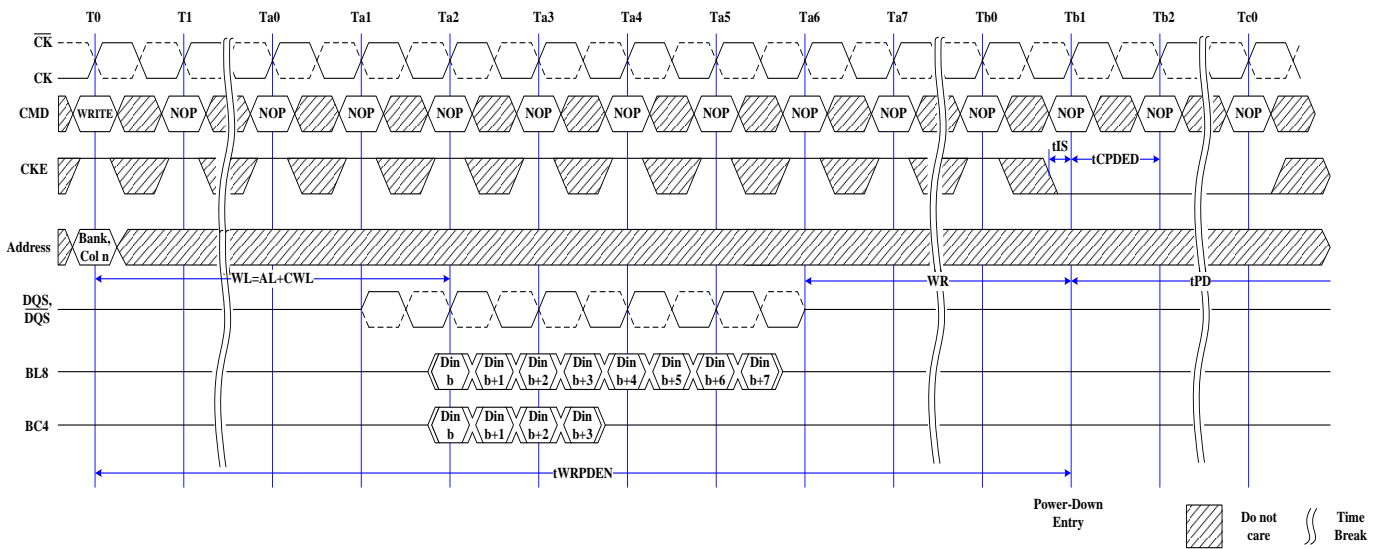 T0 T1 Ta0 Ta1 Ta2 Ta3 Ta4 Ta5 Ta6 Ta7 Tb0 Tb1 Tb2 Tc0
CK
CK
CMD WRITE NOP NOP NOP NOP NOP NOP NOP NOP NOP NOP NOP NOP NOP
tIS tCPDED
CKE
Address Bank,
Col n
WL=AL+CWL WR tPD
DQS,
DQS
BL8 Din Din Din Din Din Din Din Din
b b+1 b+2 b+3 b+4 b+5 b+6 b+7
BC4 Din Din Din Din
b b+1 b+2 b+3
tWRPDEN
Power-Down
Entry
Do not
care
Time
Break